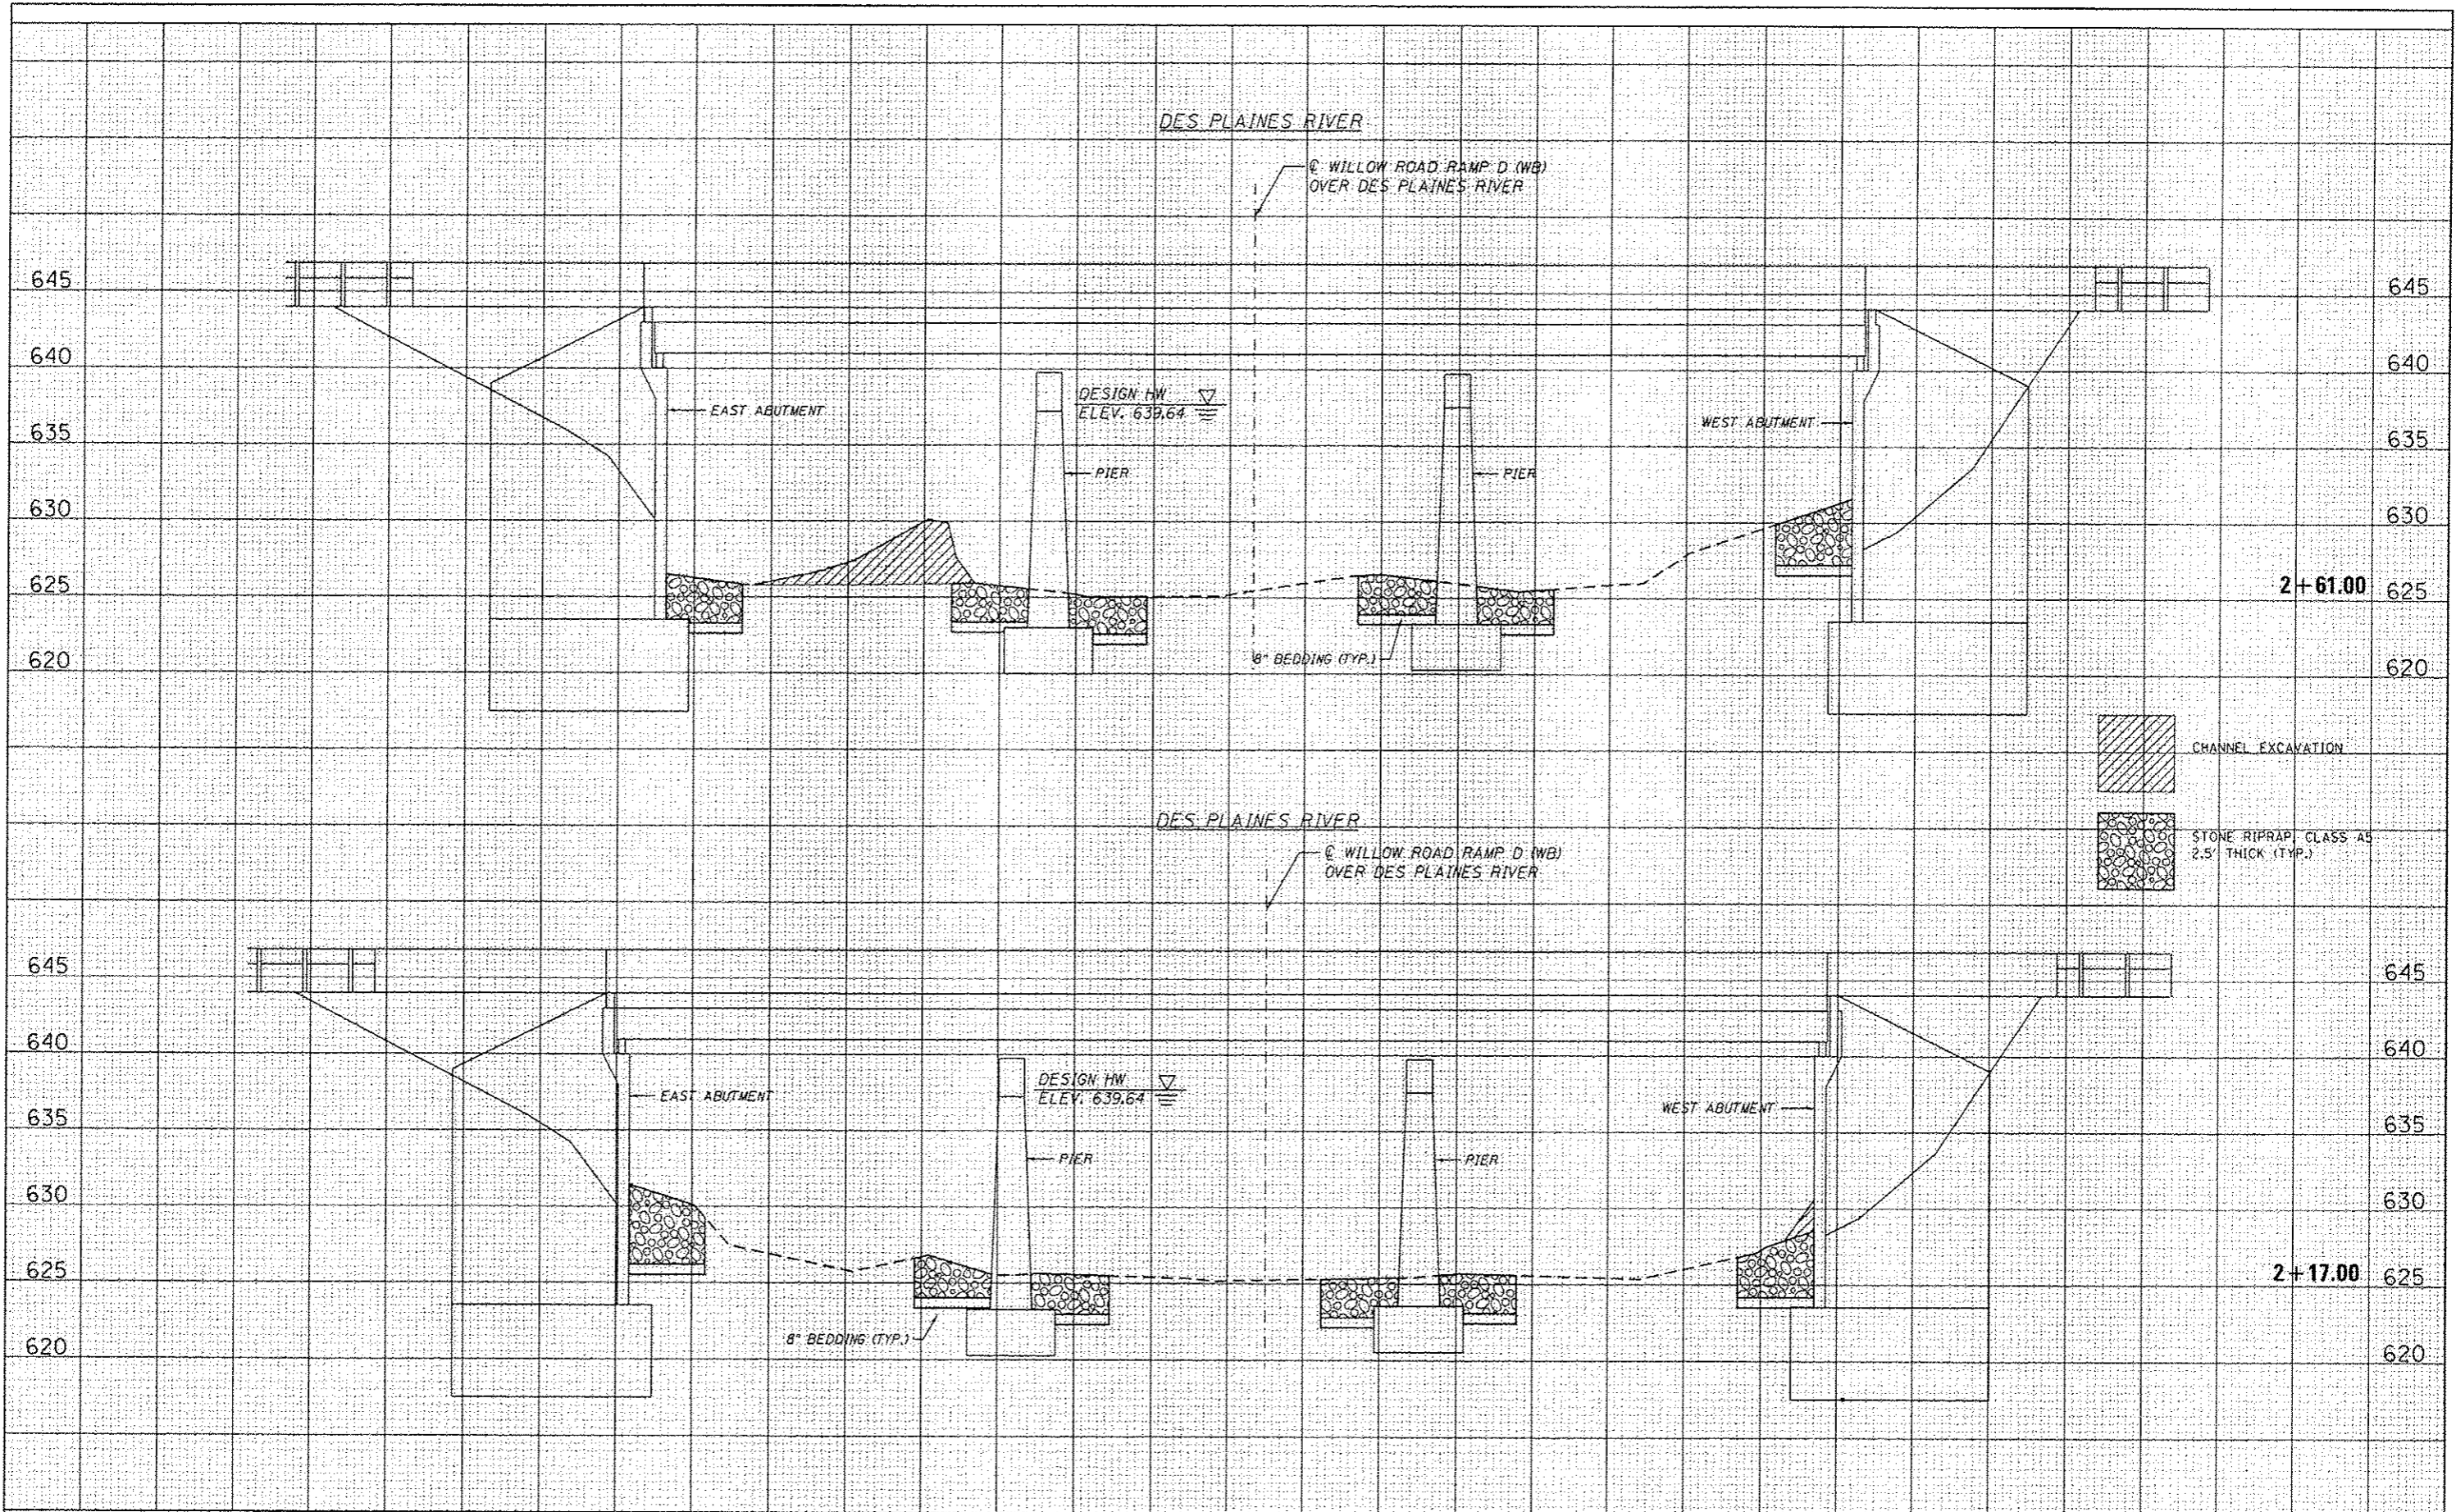 DES PLAINES RIVER
℄ WILLOW ROAD RAMP D (WB)
OVER DES PLAINES RIVER
645
645
640
640
DESIGN HW
ELEV. 639.64
EAST ABUTMENT
WEST ABUTMENT
635
635
PIER
PIER
630
630
625
2+61.00
625
8" BEDDING (TYP.)
620
620
CHANNEL EXCAVATION
DES PLAINES RIVER
STONE RIPRAP, CLASS A5
2.5' THICK (TYP.)
℄ WILLOW ROAD RAMP D (WB)
OVER DES PLAINES RIVER
645
645
640
640
DESIGN HW
ELEV. 639.64
EAST ABUTMENT
WEST ABUTMENT
635
635
PIER
PIER
630
630
625
2+17.00
625
8" BEDDING (TYP.)
620
620